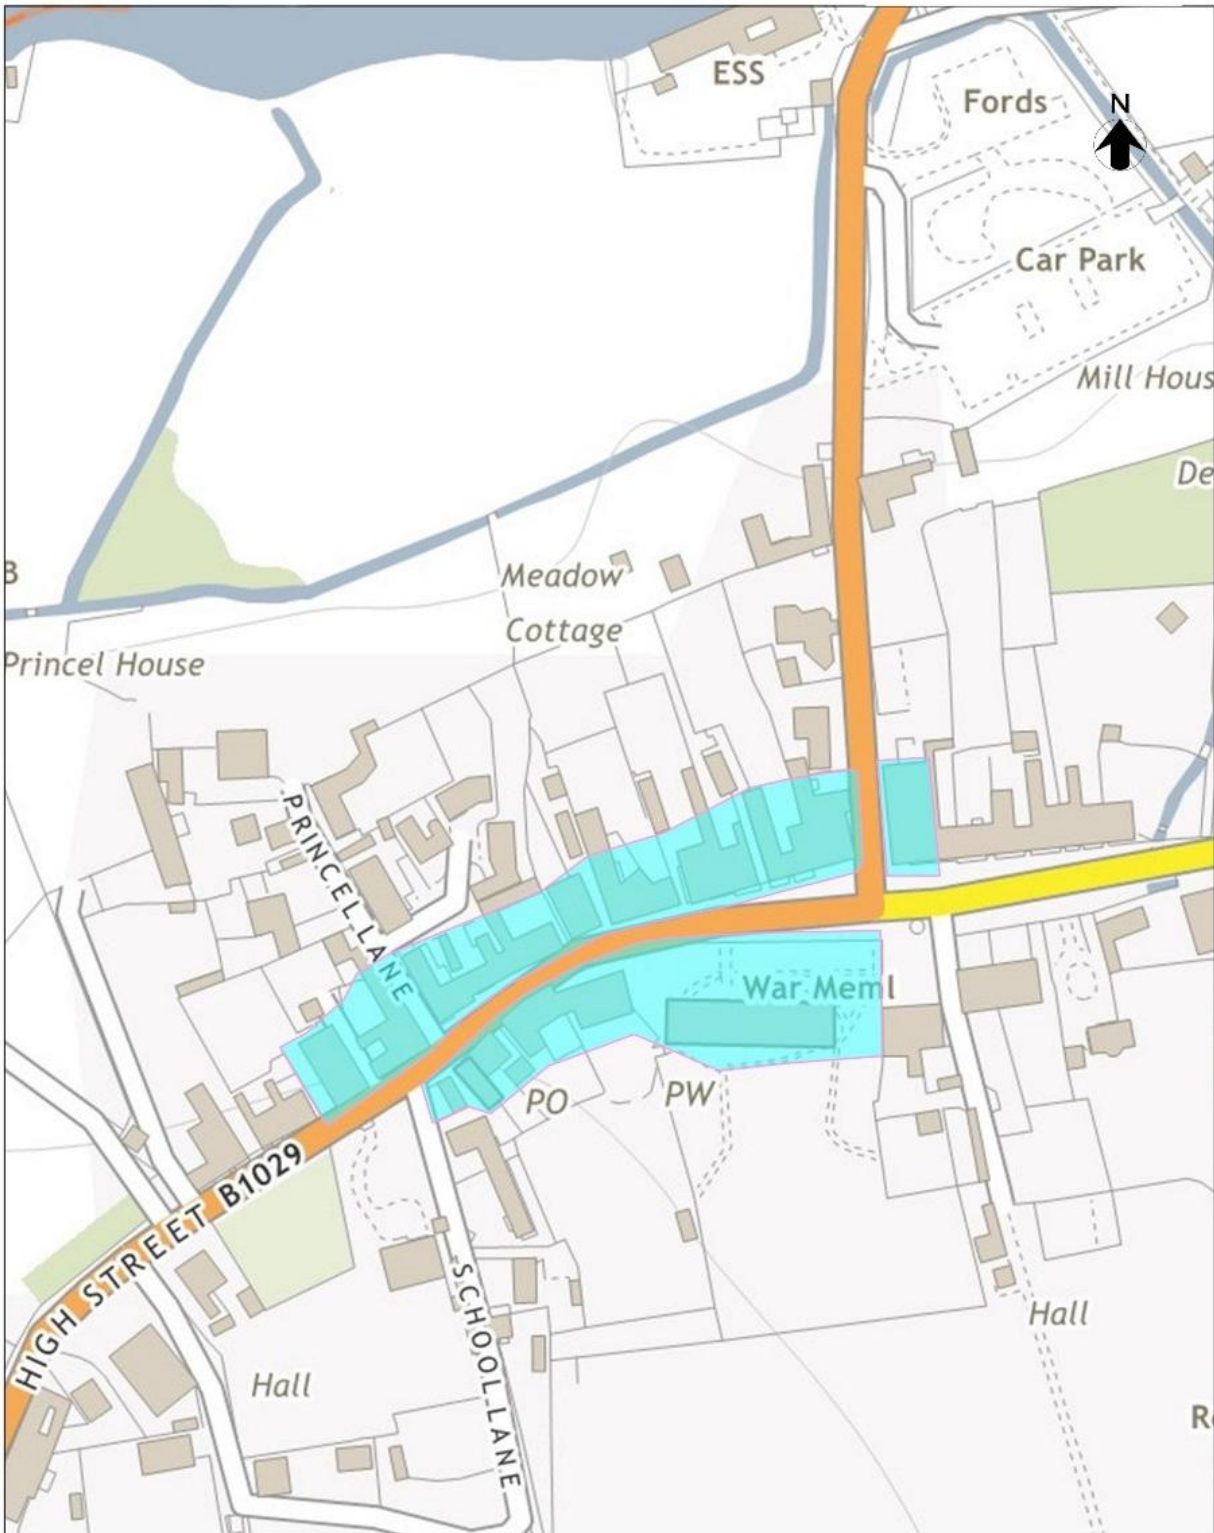 ESS
Fords
N
Car Park
Mill Hous
De
B
Meadow
Cottage
Princel House
PRINCEL LANE
War Meml
PO
PW
HIGH STREET B1029
SCHOOL LANE
Hall
Hall
R